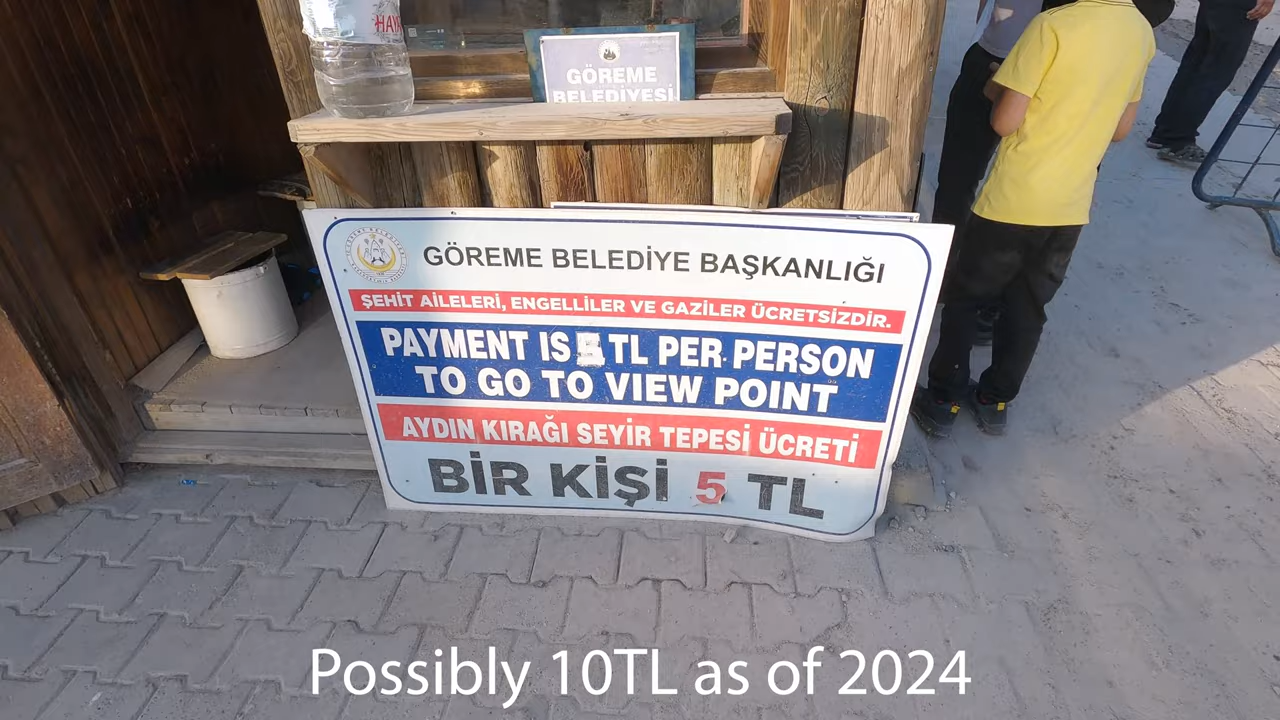 HAY
GÖREME
BELEDİYESİ
GÖREME BELEDİYE BAŞKANLIĞI
ŞEHİT AİLELERİ, ENGELLİLER VE GAZİLER ÜCRETSİZDİR.
PAYMENT IS 5 TL PER PERSON
TO GO TO VIEW POINT
AYDIN KIRAĞI SEYİR TEPESİ ÜCRETİ
BİR KİŞİ 5 TL
Possibly 10TL as of 2024